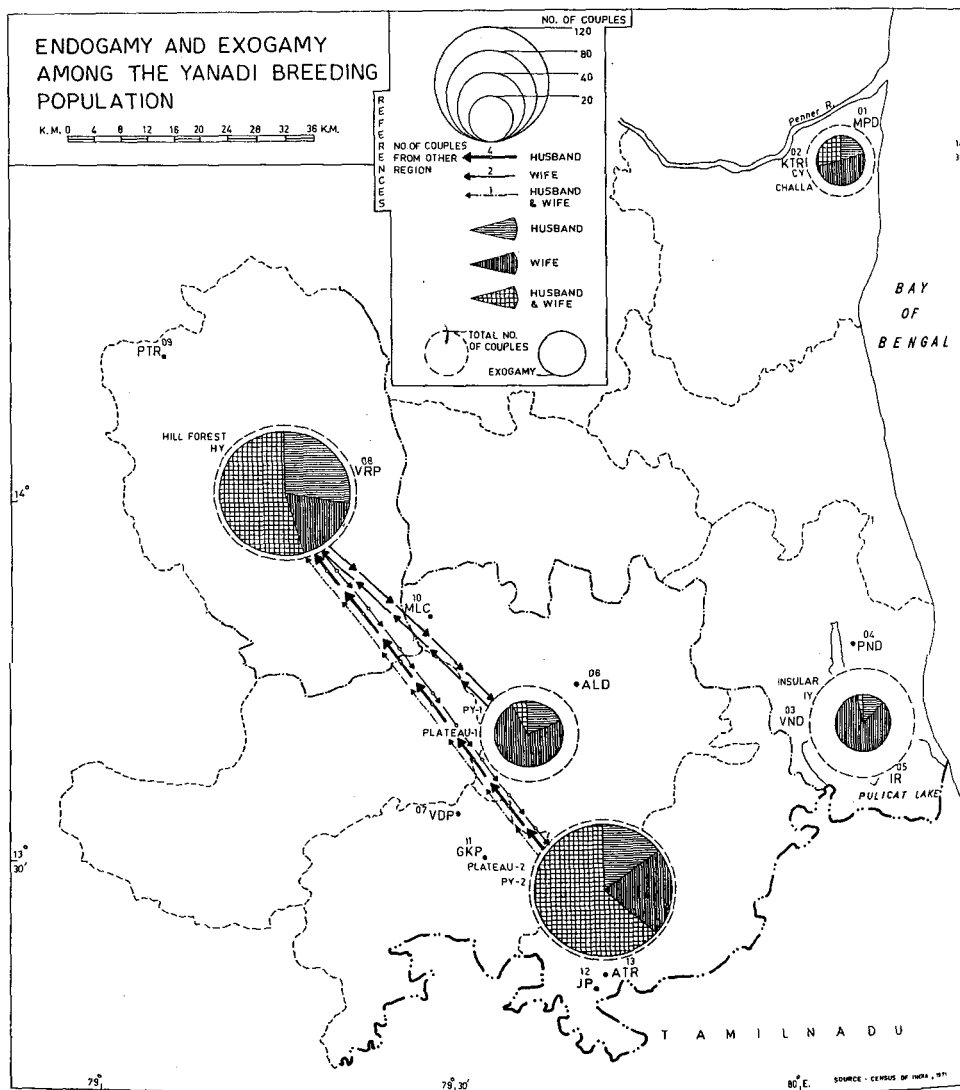 ENDOGAMY AND EXOGAMY
AMONG THE YANADI BREEDING
POPULATION
K.M. 0 4 8 12 16 20 24 28 32 36 K.M.
REFERENCES
NO. OF COUPLES
120
80
40
20
NO. OF COUPLES
FROM OTHER
REGION
4 HUSBAND
2 WIFE
1 HUSBAND
& WIFE
HUSBAND
WIFE
HUSBAND
& WIFE
TOTAL NO.
OF COUPLES
EXOGAMY
Penner R.
01
MPD
02
KTR
CY
CHALLA
BAY
OF
BENGAL
PTR 09
HILL FOREST
HY
08
VRP
14°
10
MLC
06
ALD
04
PND
INSULAR
IY
03
VND
PY-1
PLATEAU-1
05
IR
PULICAT LAKE
07 VDP
11
GKP
PLATEAU-2
PY-2
13°
30'
13
ATR
12
JP
TAMILNADU
79°
79° 30'
80° E.
SOURCE - CENSUS OF INDIA, 1971